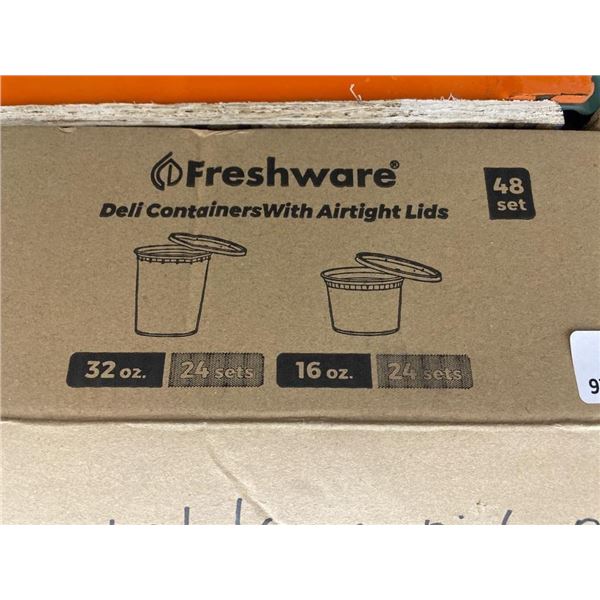 Freshware®
48
set
Deli ContainersWith Airtight Lids
32 oz. 24 sets 16 oz. 24 sets